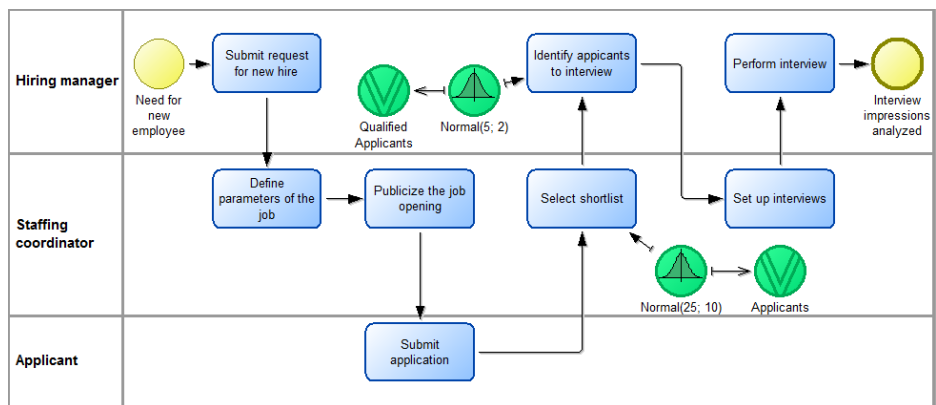 Hiring manager
Need for
new
employee
Submit request
for new hire
Qualified
Applicants
Normal(5; 2)
Identify appicants
to interview
Perform interview
Interview
impressions
analyzed
Staffing
coordinator
Define
parameters of the
job
Publicize the job
opening
Select shortlist
Set up interviews
Normal(25; 10)
Applicants
Applicant
Submit
application